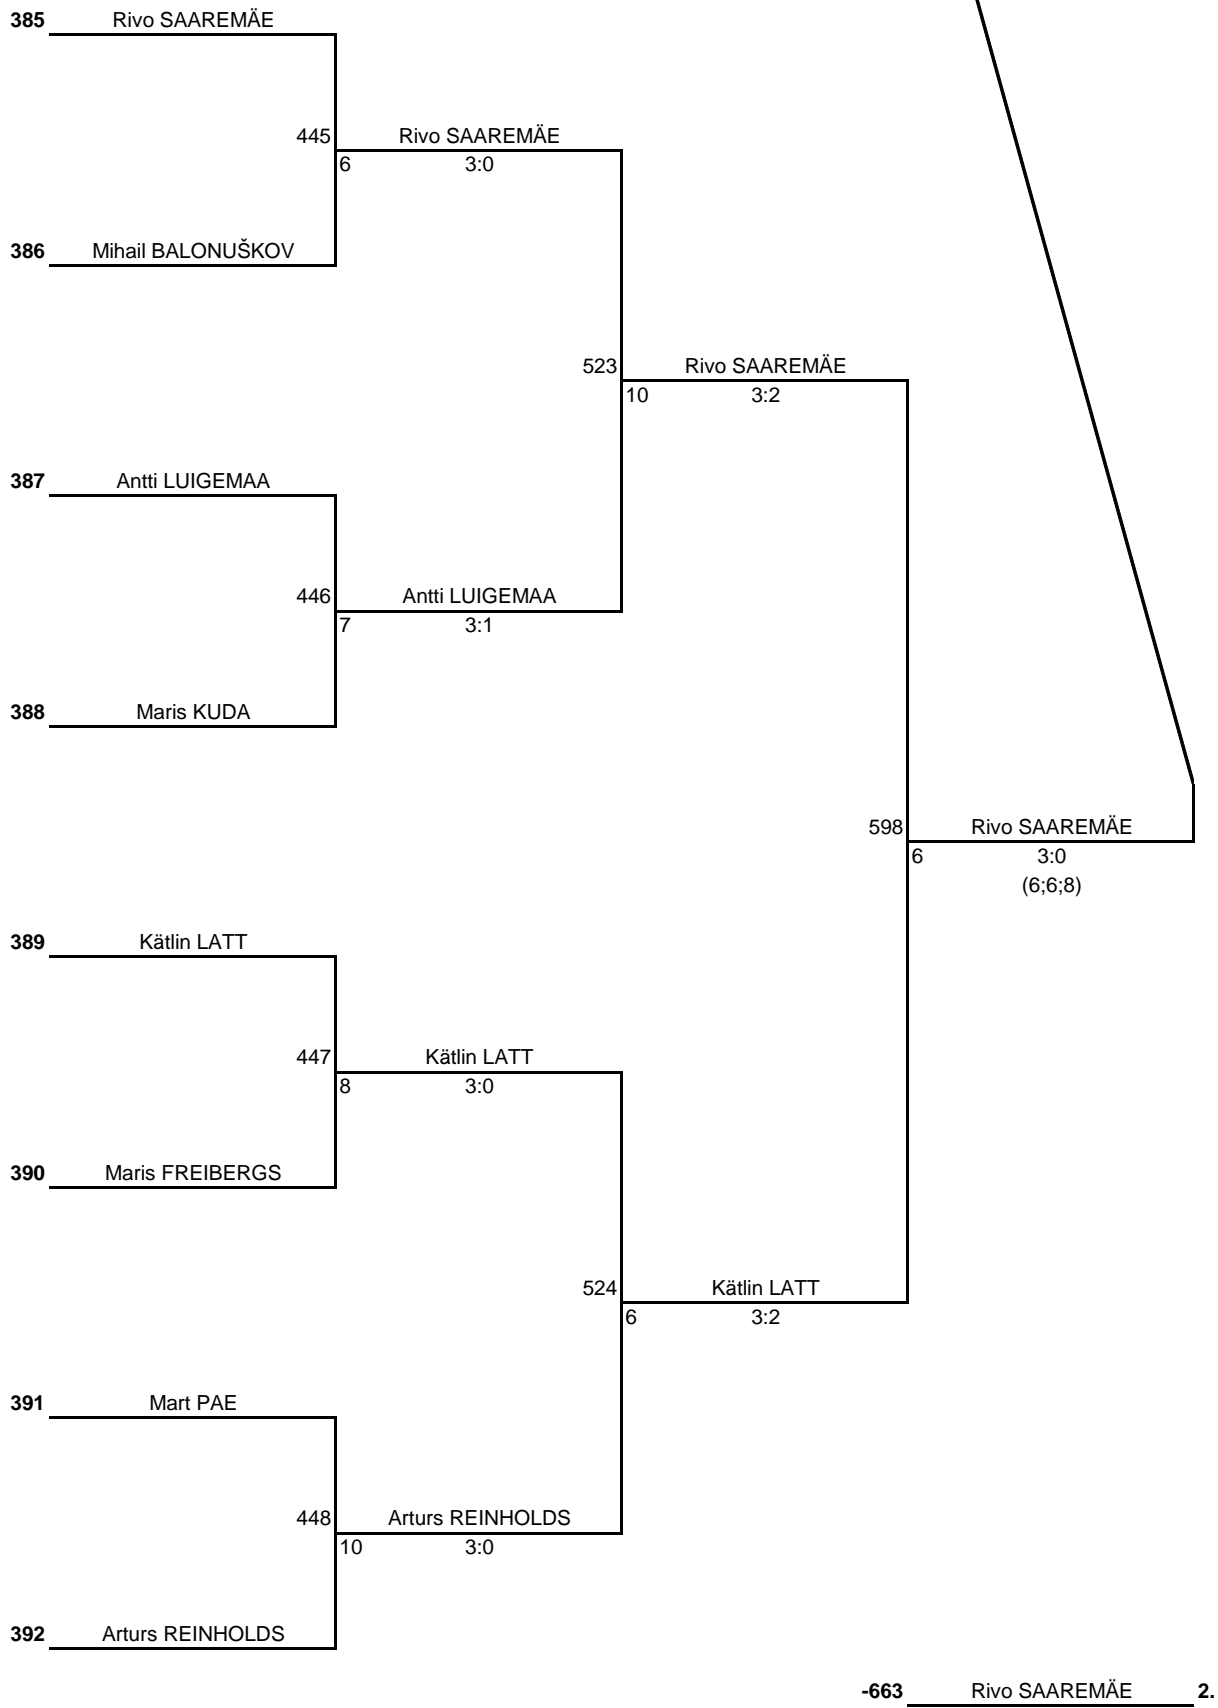 385 Rivo SAAREMÄE
445 Rivo SAAREMÄE
6 3:0
386 Mihail BALONUŠKOV
523 Rivo SAAREMÄE
10 3:2
387 Antti LUIGEMAA
446 Antti LUIGEMAA
7 3:1
388 Maris KUDA
598 Rivo SAAREMÄE
6 3:0
(6;6;8)
389 Kätlin LATT
447 Kätlin LATT
8 3:0
390 Maris FREIBERGS
524 Kätlin LATT
6 3:2
391 Mart PAE
448 Arturs REINHOLDS
10 3:0
392 Arturs REINHOLDS
-663 Rivo SAAREMÄE 2.